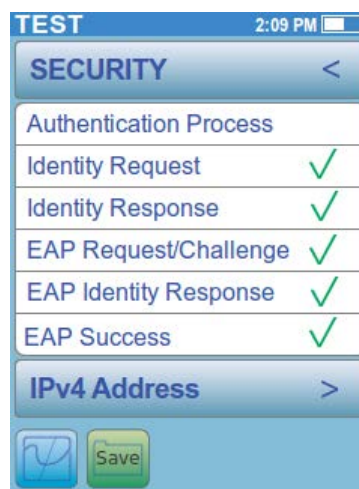 TEST 2:09 PM
SECURITY <
Authentication Process
Identity Request ✓
Identity Response ✓
EAP Request/Challenge ✓
EAP Identity Response ✓
EAP Success ✓
IPv4 Address >
Save